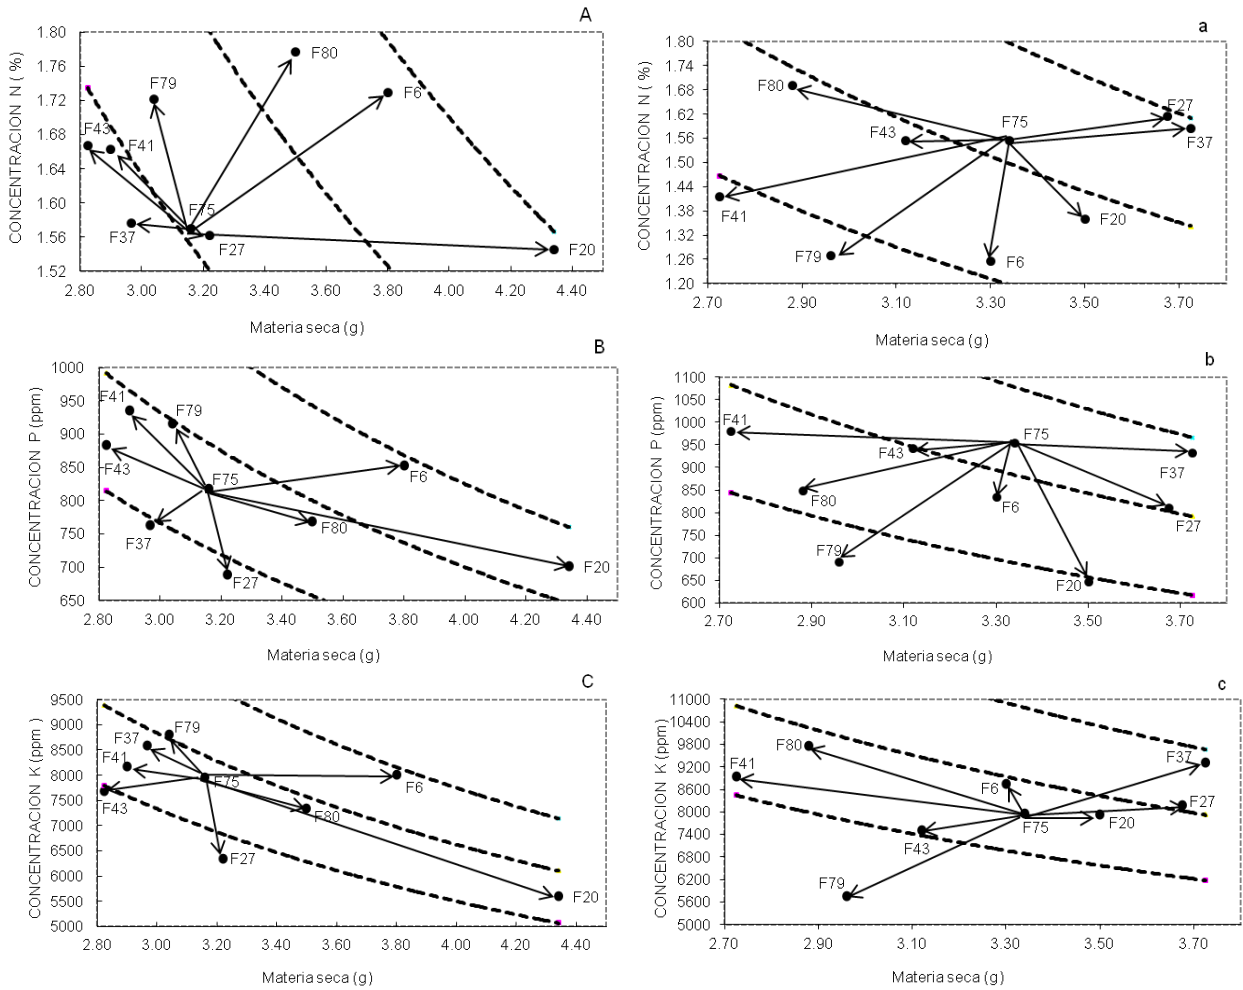 A
CONCENTRACION N ( %)
1.80
1.76
1.72
1.68
1.64
1.60
1.56
1.52
F80
F79
F6
F43
F41
F75
F37
F27
F20
2.80 3.00 3.20 3.40 3.60 3.80 4.00 4.20 4.40
Materia seca (g)
a
CONCENTRACION N ( %)
1.80
1.74
1.68
1.62
1.56
1.50
1.44
1.38
1.32
1.26
1.20
F80
F27
F75
F43
F37
F41
F20
F79
F6
2.70 2.90 3.10 3.30 3.50 3.70
Materia seca (g)
B
CONCENTRACION P (ppm)
1000
950
900
850
800
750
700
650
F41
F79
F43
F6
F75
F80
F37
F27
F20
2.80 3.00 3.20 3.40 3.60 3.80 4.00 4.20 4.40
Materia seca (g)
b
CONCENTRACION P (ppm)
1100
1050
1000
950
900
850
800
750
700
650
600
F41
F75
F43
F37
F80
F6
F27
F79
F20
2.70 2.90 3.10 3.30 3.50 3.70
Materia seca (g)
C
CONCENTRACION K (ppm)
9500
9000
8500
8000
7500
7000
6500
6000
5500
5000
F79
F37
F41
F75
F6
F43
F80
F27
F20
2.80 3.00 3.20 3.40 3.60 3.80 4.00 4.20 4.40
Materia seca (g)
c
CONCENTRACION K (ppm)
11000
10400
9800
9200
8600
8000
7400
6800
6200
5600
5000
F80
F37
F41
F6
F27
F75
F20
F43
F79
2.70 2.90 3.10 3.30 3.50 3.70
Materia seca (g)